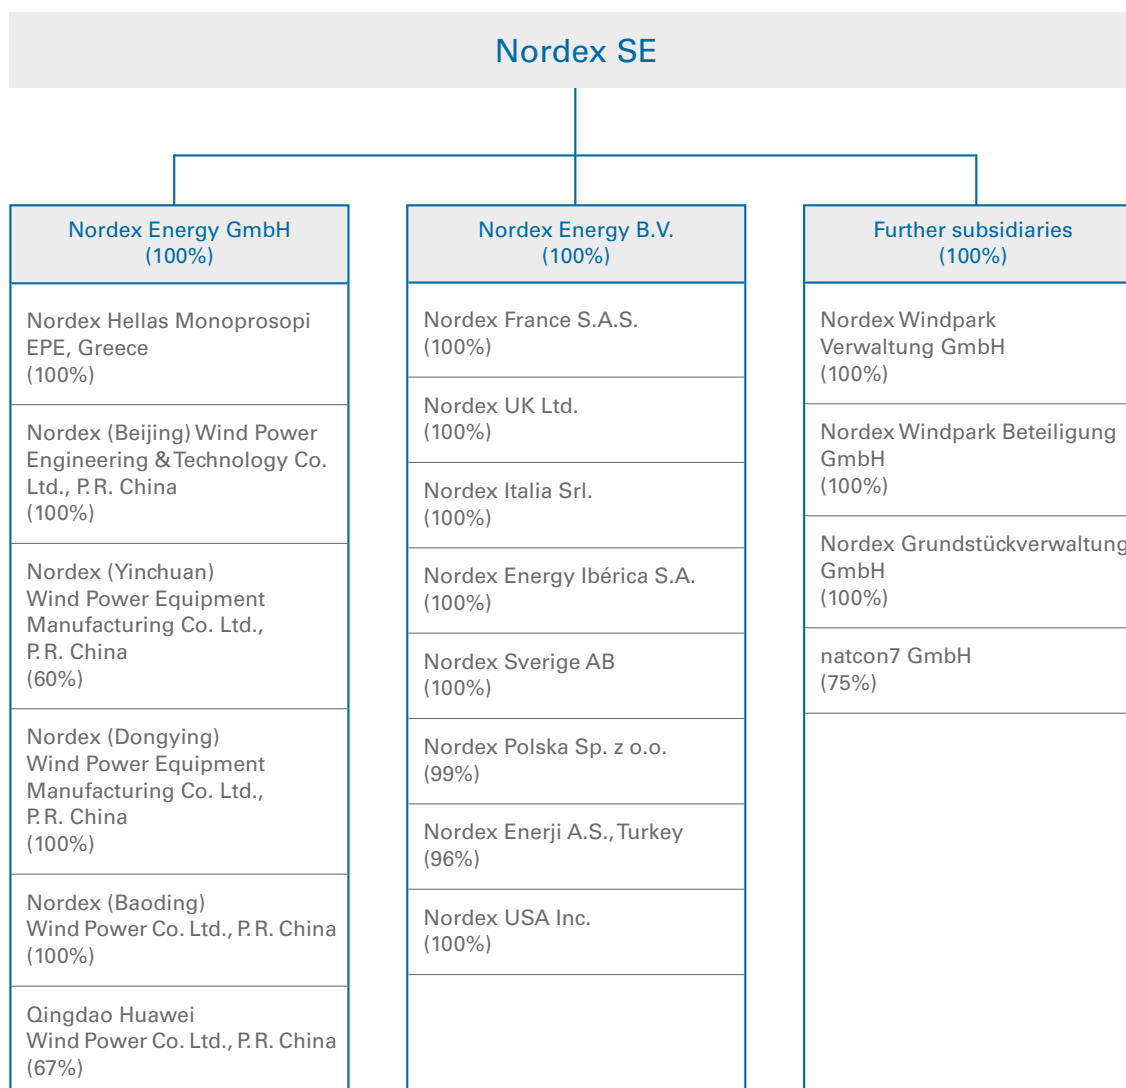 Nordex SE
Nordex Energy GmbH
(100%)
Nordex Hellas Monoprosopi
EPE, Greece
(100%)
Nordex (Beijing) Wind Power
Engineering & Technology Co.
Ltd., P.R. China
(100%)
Nordex (Yinchuan)
Wind Power Equipment
Manufacturing Co. Ltd.,
P.R. China
(60%)
Nordex (Dongying)
Wind Power Equipment
Manufacturing Co. Ltd.,
P.R. China
(100%)
Nordex (Baoding)
Wind Power Co. Ltd., P.R. China
(100%)
Qingdao Huawei
Wind Power Co. Ltd., P.R. China
(67%)
Nordex Energy B.V.
(100%)
Nordex France S.A.S.
(100%)
Nordex UK Ltd.
(100%)
Nordex Italia Srl.
(100%)
Nordex Energy Ibérica S.A.
(100%)
Nordex Sverige AB
(100%)
Nordex Polska Sp. z o.o.
(99%)
Nordex Enerji A.S., Turkey
(96%)
Nordex USA Inc.
(100%)
Further subsidiaries
(100%)
Nordex Windpark
Verwaltung GmbH
(100%)
Nordex Windpark Beteiligung
GmbH
(100%)
Nordex Grundstückverwaltung
GmbH
(100%)
natcon7 GmbH
(75%)